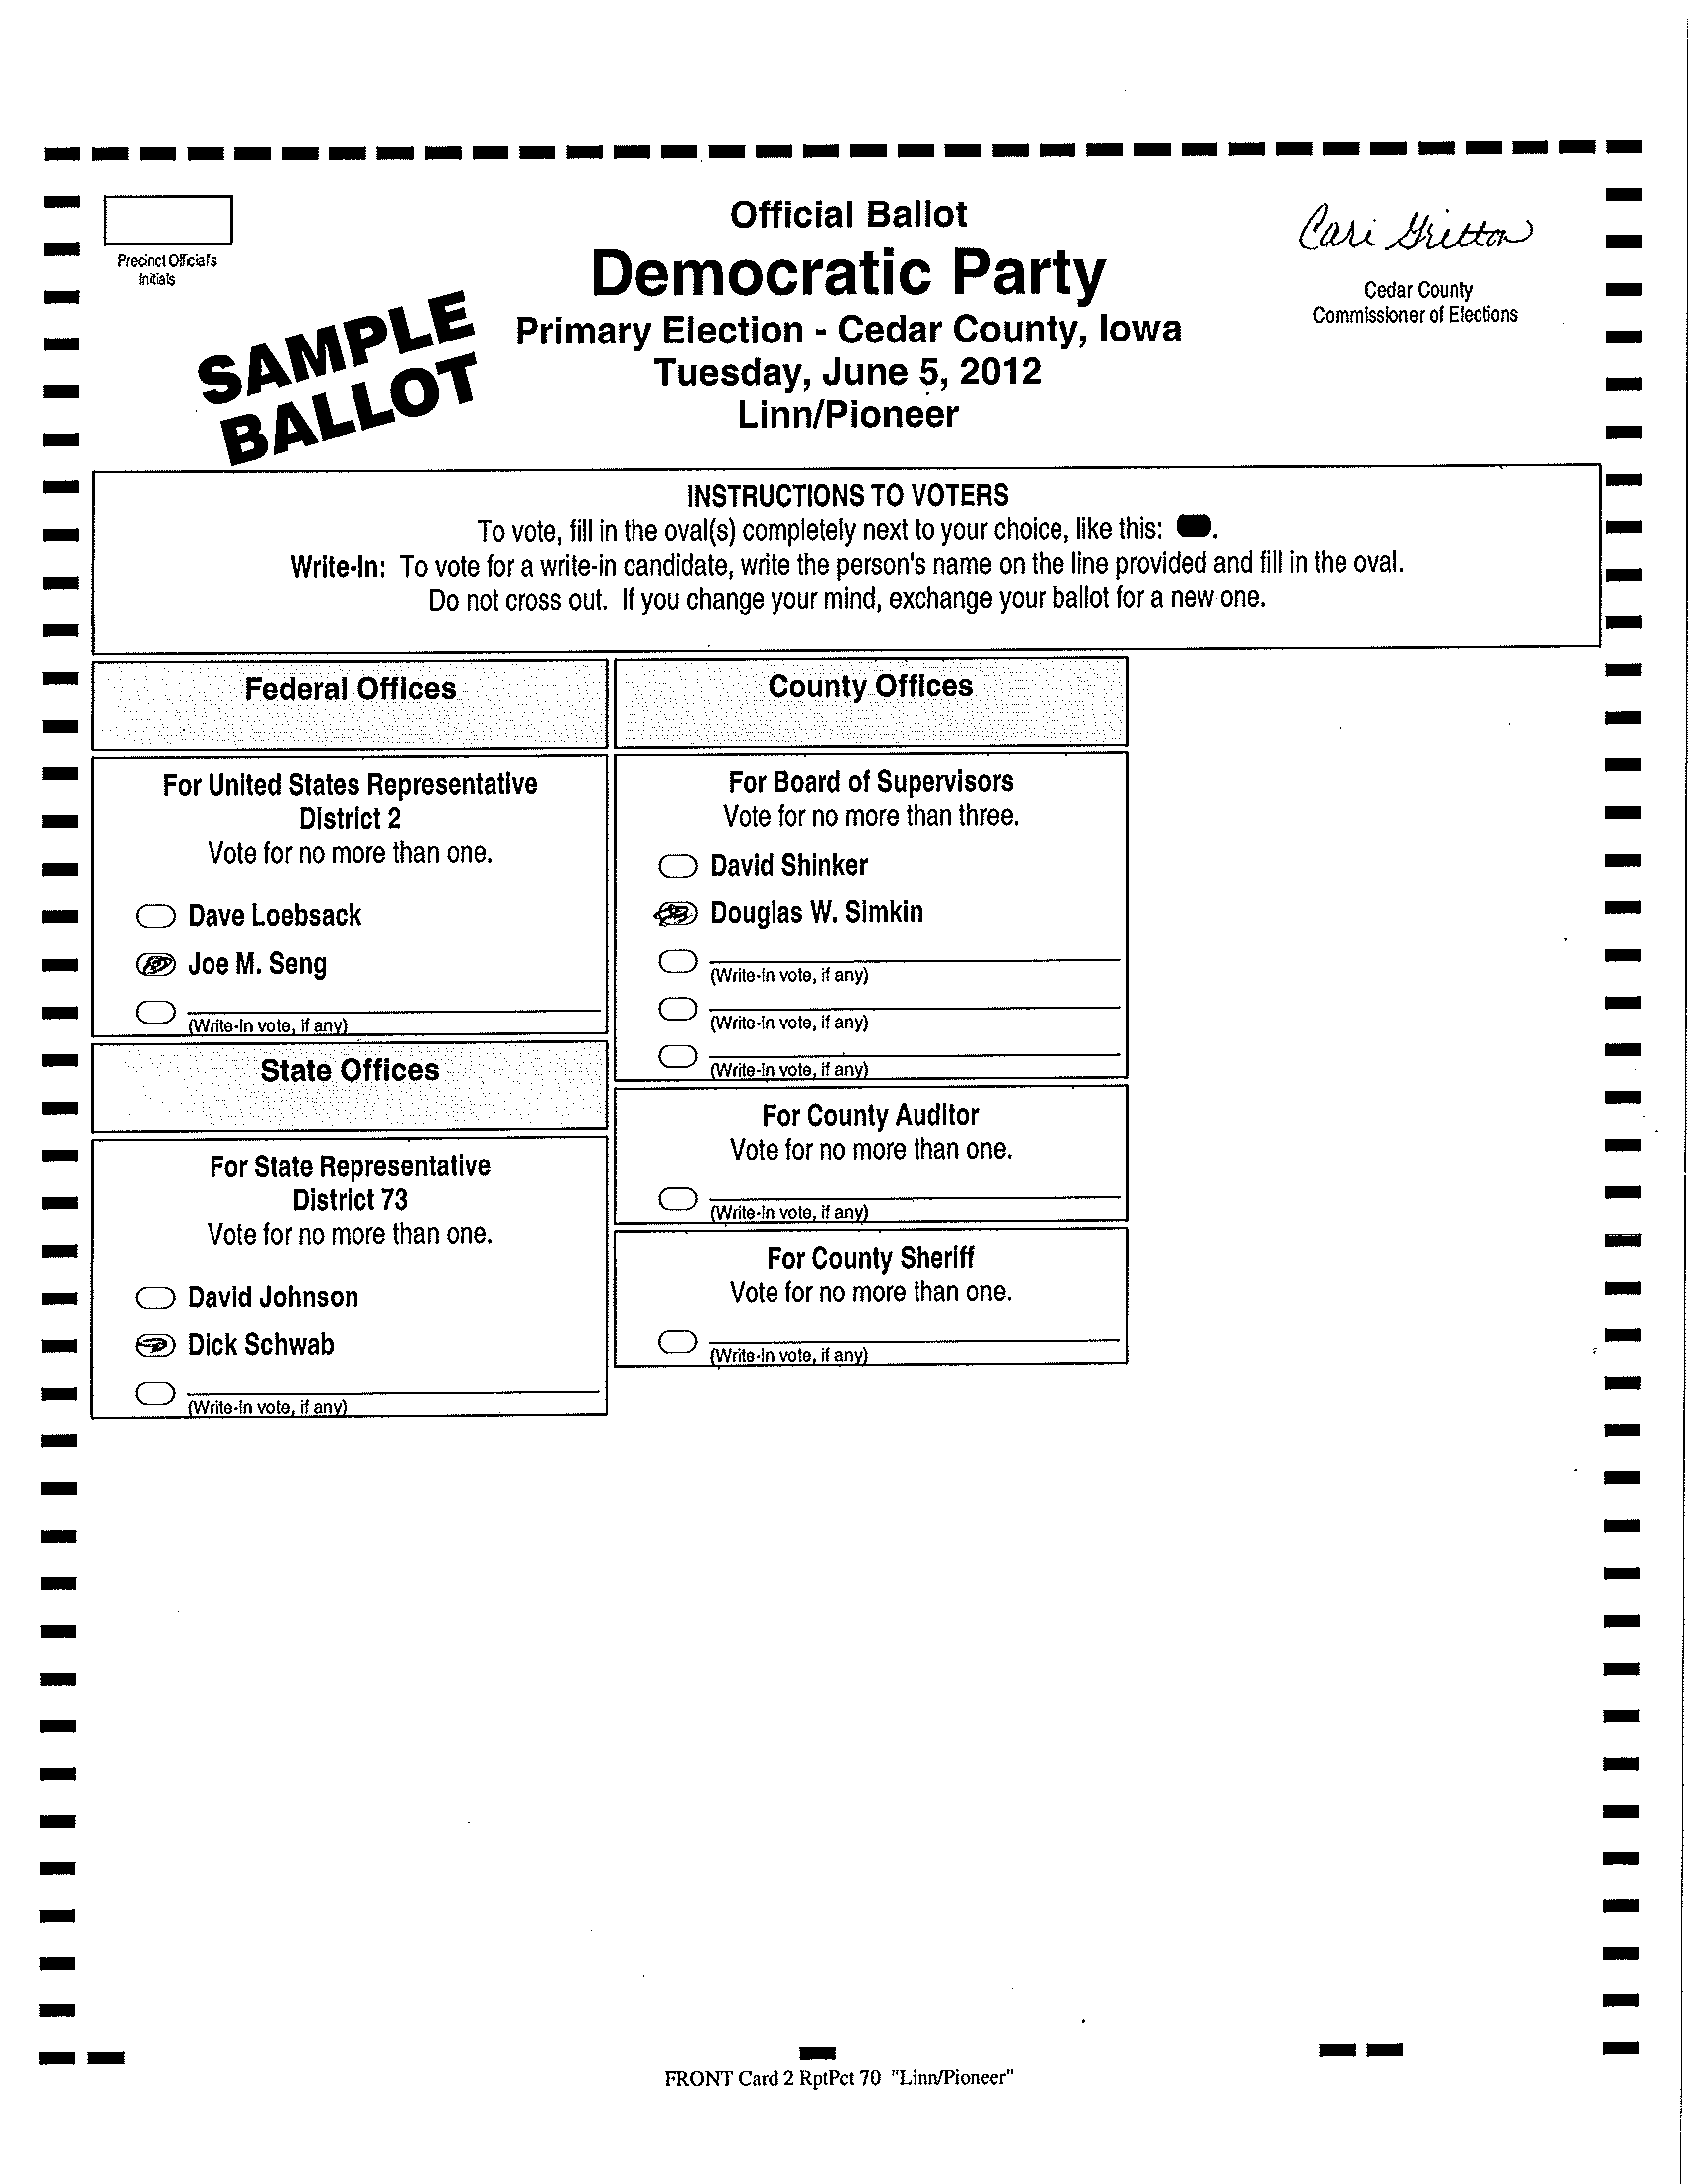 Official Ballot
Democratic Party
Primary Election - Cedar County, Iowa
Tuesday, June 5, 2012
Linn/Pioneer
Precinct Official's
Initials
SAMPLE
BALLOT
Cari Gritton
Cedar County
Commissioner of Elections
INSTRUCTIONS TO VOTERS
To vote, fill in the oval(s) completely next to your choice, like this: .
Write-In: To vote for a write-in candidate, write the person's name on the line provided and fill in the oval.
Do not cross out. If you change your mind, exchange your ballot for a new one.
Federal Offices
For United States Representative
District 2
Vote for no more than one.
Dave Loebsack
Joe M. Seng
(Write-In vote, if any)
State Offices
For State Representative
District 73
Vote for no more than one.
David Johnson
Dick Schwab
(Write-In vote, if any)
County Offices
For Board of Supervisors
Vote for no more than three.
David Shinker
Douglas W. Simkin
(Write-in vote, if any)
(Write-in vote, if any)
(Write-in vote, if any)
For County Auditor
Vote for no more than one.
(Write-In vote, if any)
For County Sheriff
Vote for no more than one.
(Write-In vote, if any)
FRONT Card 2 RptPct 70 "Linn/Pioneer"